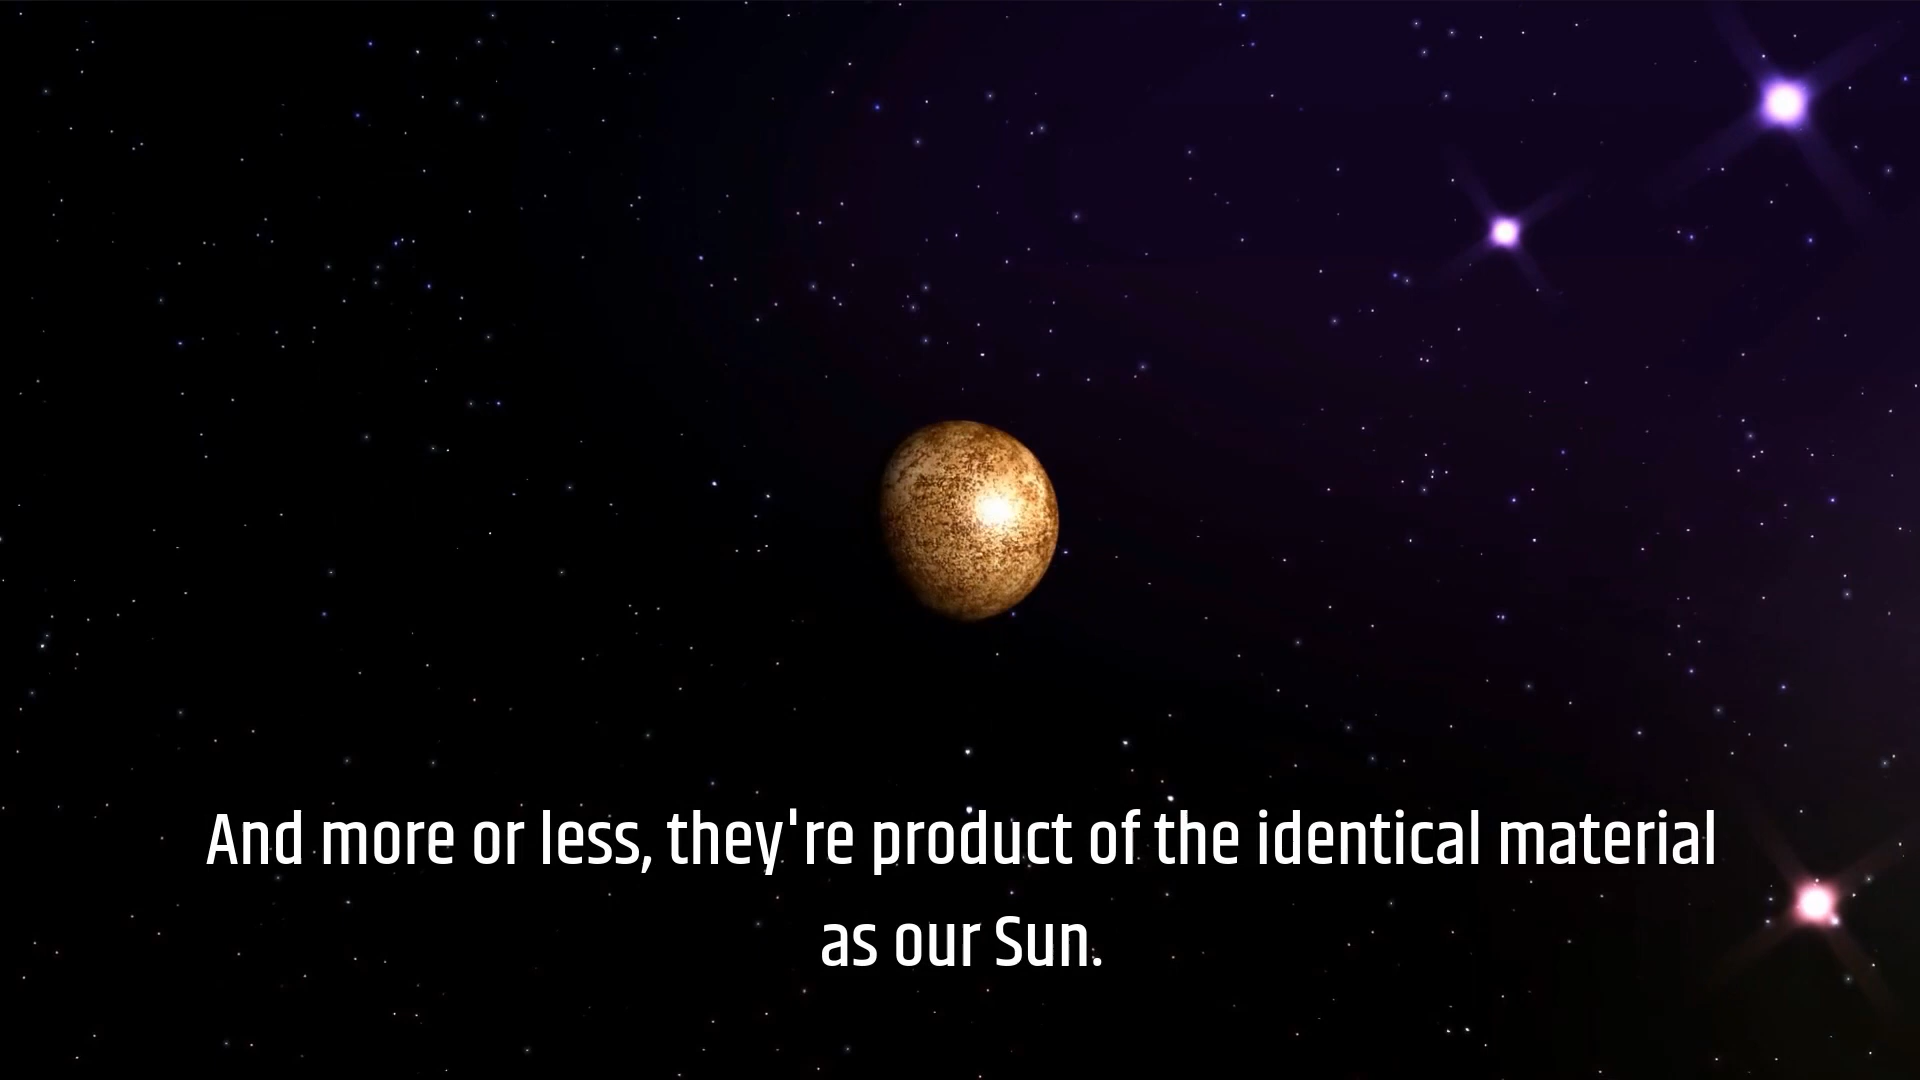 And more or less, they're product of the identical material
as our Sun.